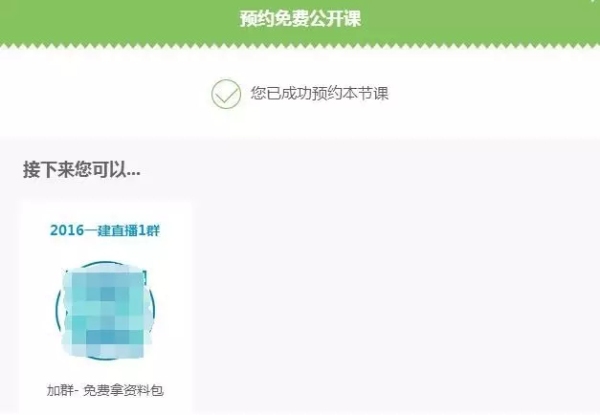 预约免费公开课
您已成功预约本节课
接下来您可以...
2016一建直播1群
加群- 免费拿资料包